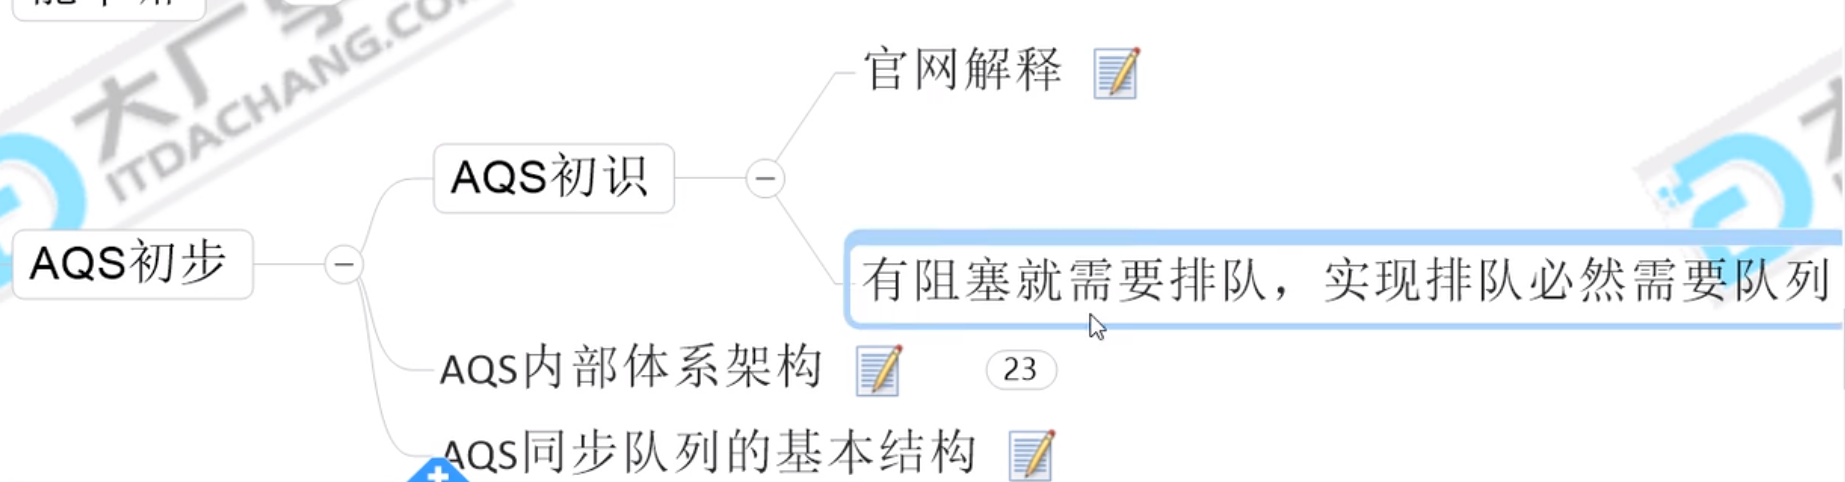 大厂学
ITDACHANG.CO
官网解释
AQS初识
AQS初步
有阻塞就需要排队，实现排队必然需要队列
AQS内部体系架构
23
AQS同步队列的基本结构